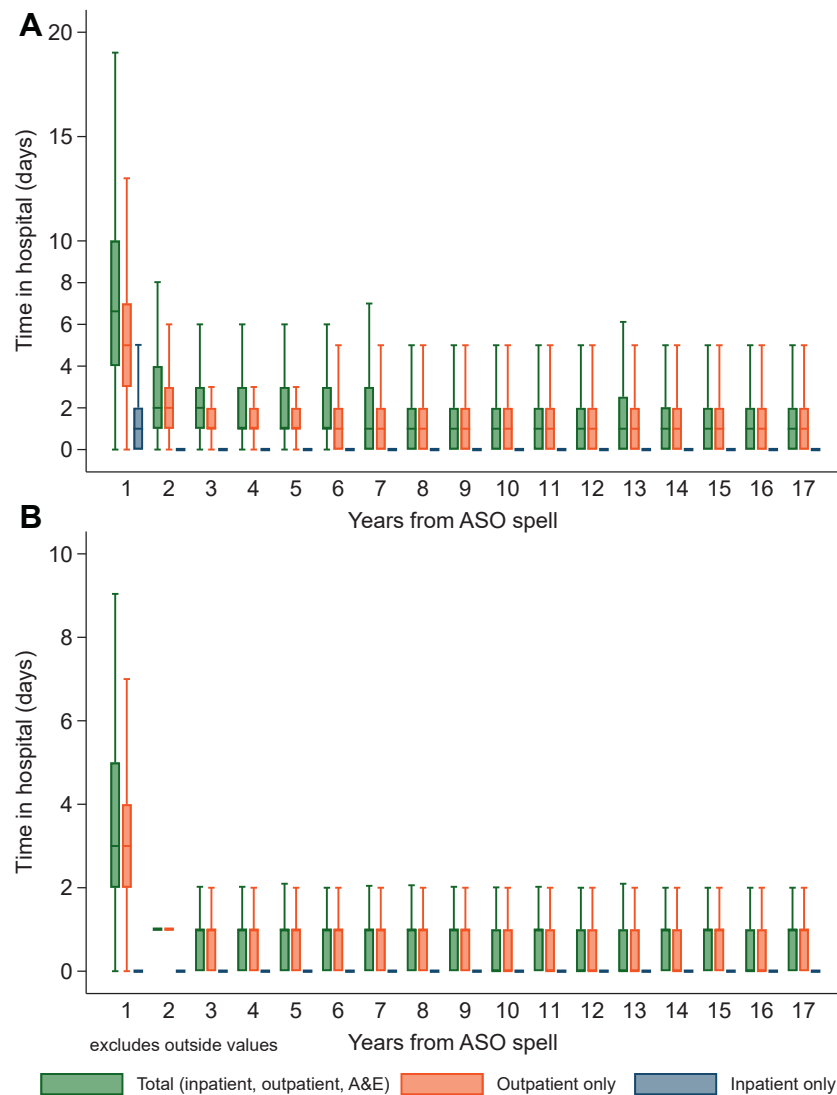 A
Time in hospital (days)
20
15
10
8
6
4
2
0
1 2 3 4 5 6 7 8 9 10 11 12 13 14 15 16 17
Years from ASO spell
B
Time in hospital (days)
10
8
6
4
2
0
1 2 3 4 5 6 7 8 9 10 11 12 13 14 15 16 17
excludes outside values
Years from ASO spell
Total (inpatient, outpatient, A&E) Outpatient only Inpatient only